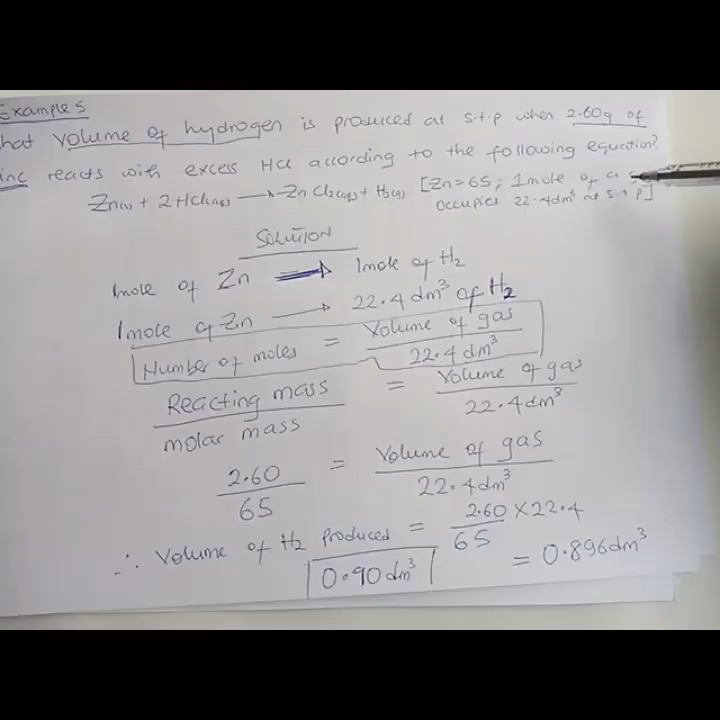 Examples
hat volume of hydrogen is produced at s.t.p when 2.60g of
inc reacts with excess HCl according to the following equation?
Zn(s) + 2HCl(aq) → ZnCl2(aq) + H2(g) [Zn=65; 1mole of a
occupies 22.4dm³ at s.t.p]
Solution
1mole of Zn ⟹ 1mole of H2
1mole of Zn → 22.4dm³ of H2
Number of moles = Volume of gas / 22.4dm³
Reacting mass / molar mass = Volume of gas / 22.4dm³
2.60 / 65 = Volume of gas / 22.4dm³
∴ Volume of H2 produced = 2.60 / 65 × 22.4
= 0.896dm³
0.90dm³